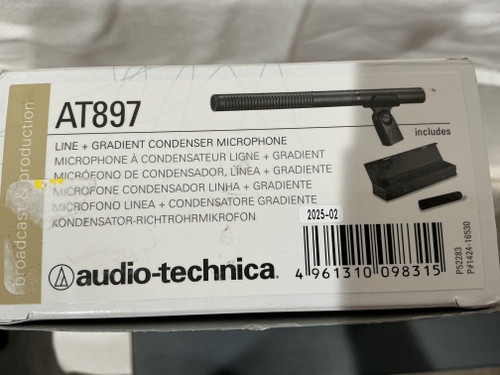 broadcast & production
AT897
LINE + GRADIENT CONDENSER MICROPHONE
MICROPHONE À CONDENSATEUR LIGNE + GRADIENT
MICRÓFONO DE CONDENSADOR, LÍNEA + GRADIENTE
MICROFONE CONDENSADOR LINHA + GRADIENTE
MICROFONO LINEA + CONDENSATORE GRADIENTE
KONDENSATOR-RICHTROHRMIKROFON
includes
2025-02
audio-technica
4 961310 098315
P52283
P#1424-16530